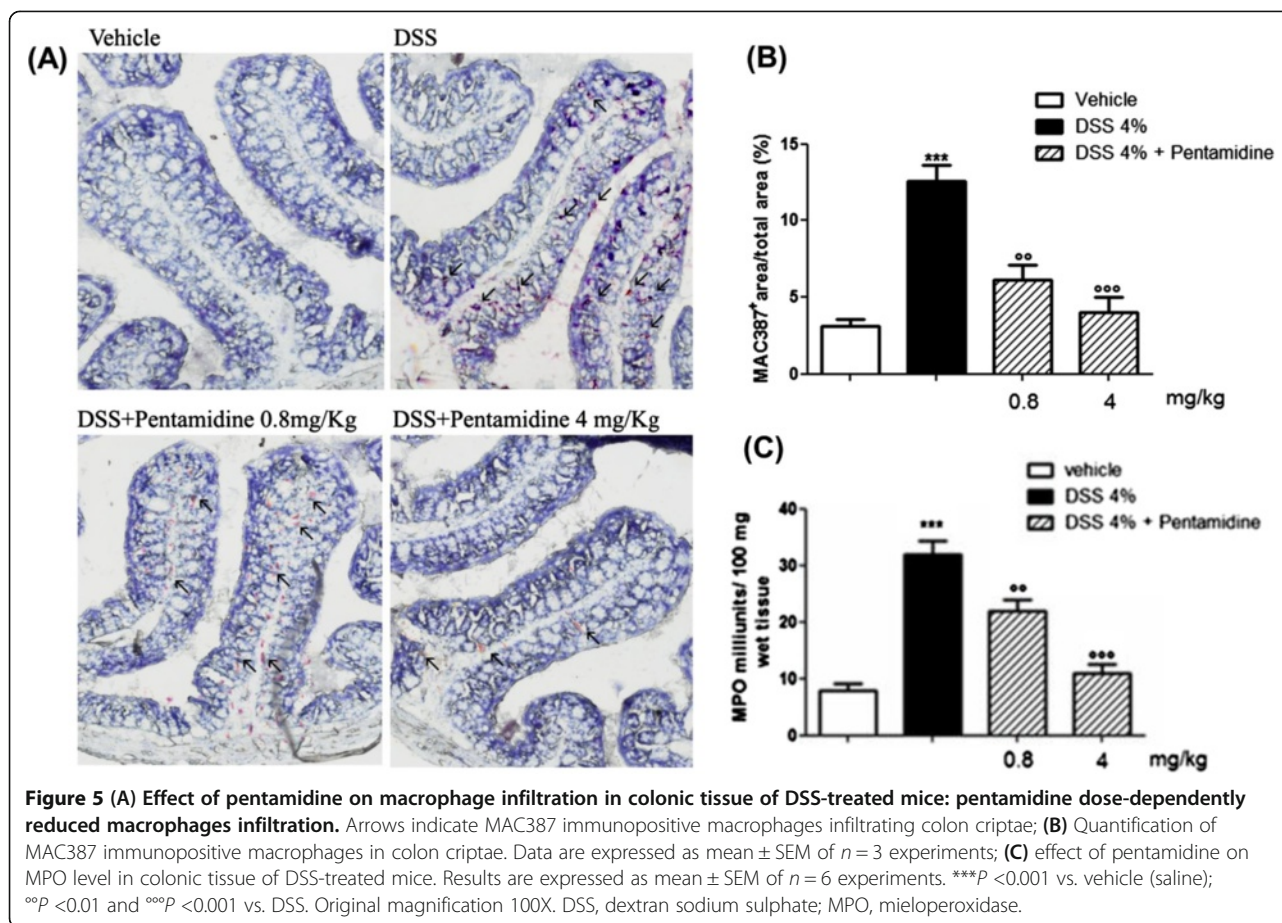 (A)
Vehicle
DSS
DSS+Pentamidine 0.8mg/Kg
DSS+Pentamidine 4 mg/Kg
(B)
Vehicle
DSS 4%
DSS 4% + Pentamidine
MAC387+ area/total area (%)
15
10
5
0
***
°°
°°°
0.8
4
mg/kg
(C)
vehicle
DSS 4%
DSS 4% + Pentamidine
MPO milliunits/ 100 mg
wet tissue
40
30
20
10
0
***
°°
°°°
0.8
4
mg/kg
Figure 5 (A) Effect of pentamidine on macrophage infiltration in colonic tissue of DSS-treated mice: pentamidine dose-dependently
reduced macrophages infiltration. Arrows indicate MAC387 immunopositive macrophages infiltrating colon criptae; (B) Quantification of
MAC387 immunopositive macrophages in colon criptae. Data are expressed as mean ± SEM of n = 3 experiments; (C) effect of pentamidine on
MPO level in colonic tissue of DSS-treated mice. Results are expressed as mean ± SEM of n = 6 experiments. ***P <0.001 vs. vehicle (saline);
°°P <0.01 and °°°P <0.001 vs. DSS. Original magnification 100X. DSS, dextran sodium sulphate; MPO, mieloperoxidase.